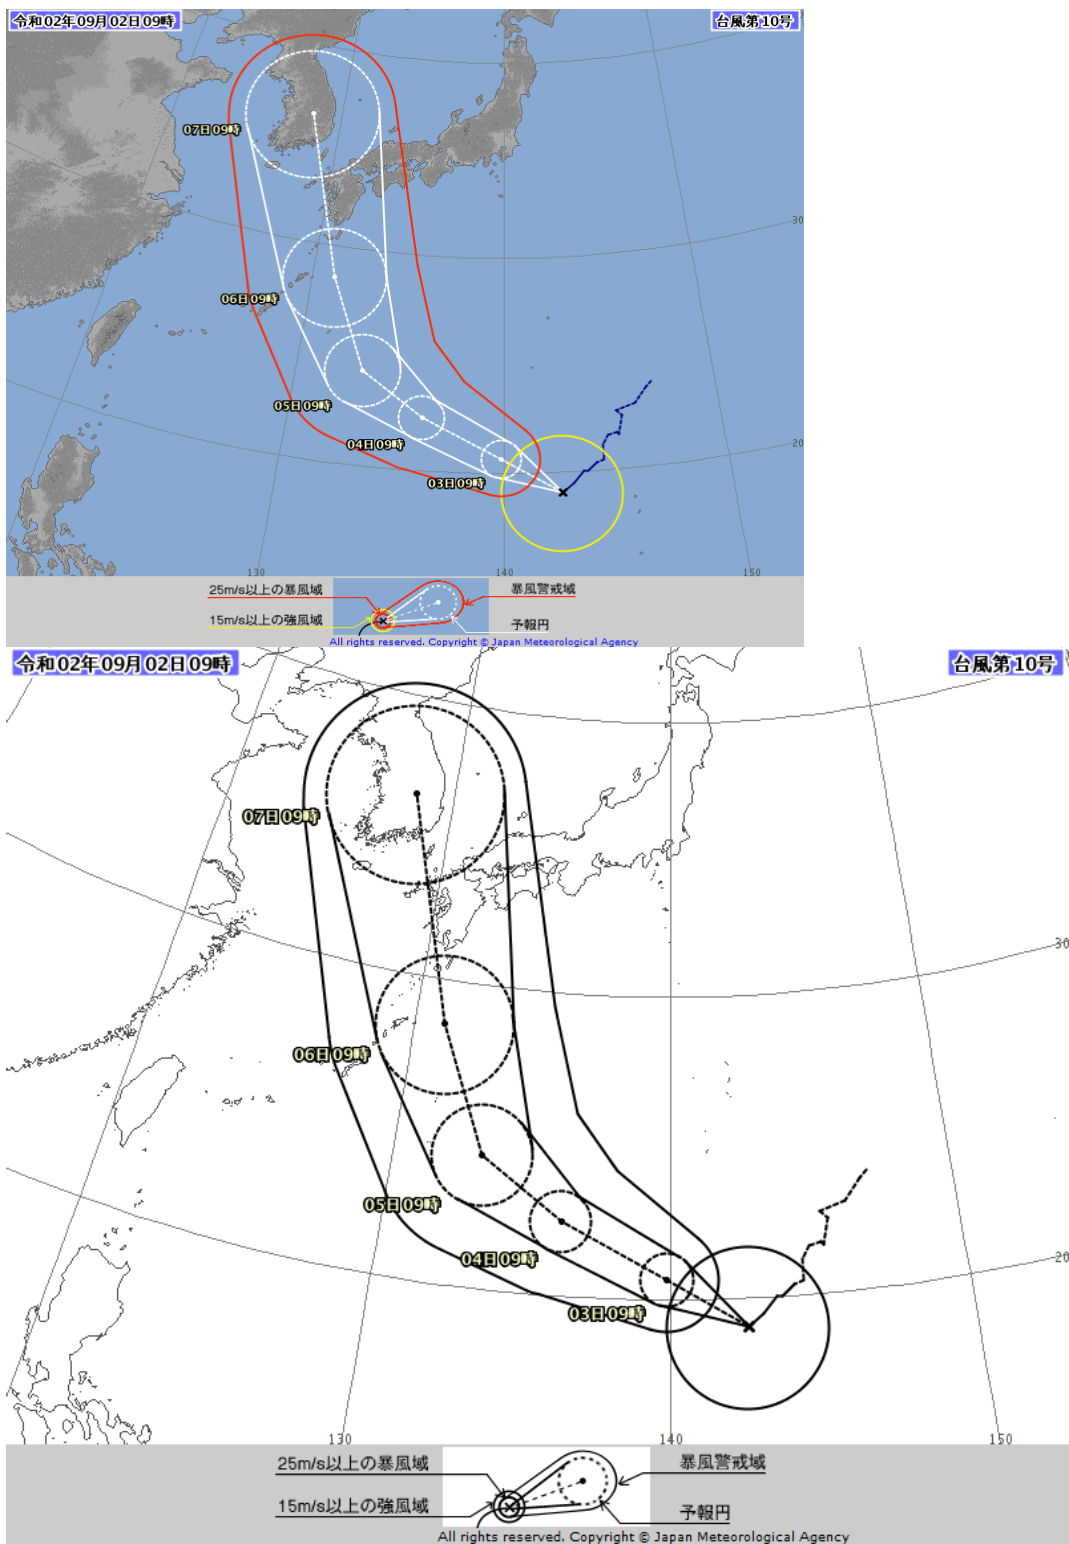 令和02年09月02日09時
台風第10号
07日09時
30
06日09時
05日09時
04日09時
20
03日09時
130
140
150
25m/s以上の暴風域
暴風警戒域
15m/s以上の強風域
予報円
All rights reserved. Copyright © Japan Meteorological Agency
令和02年09月02日09時
台風第10号
07日09時
30
06日09時
05日09時
04日09時
20
03日09時
130
140
150
25m/s以上の暴風域
暴風警戒域
15m/s以上の強風域
予報円
All rights reserved. Copyright © Japan Meteorological Agency